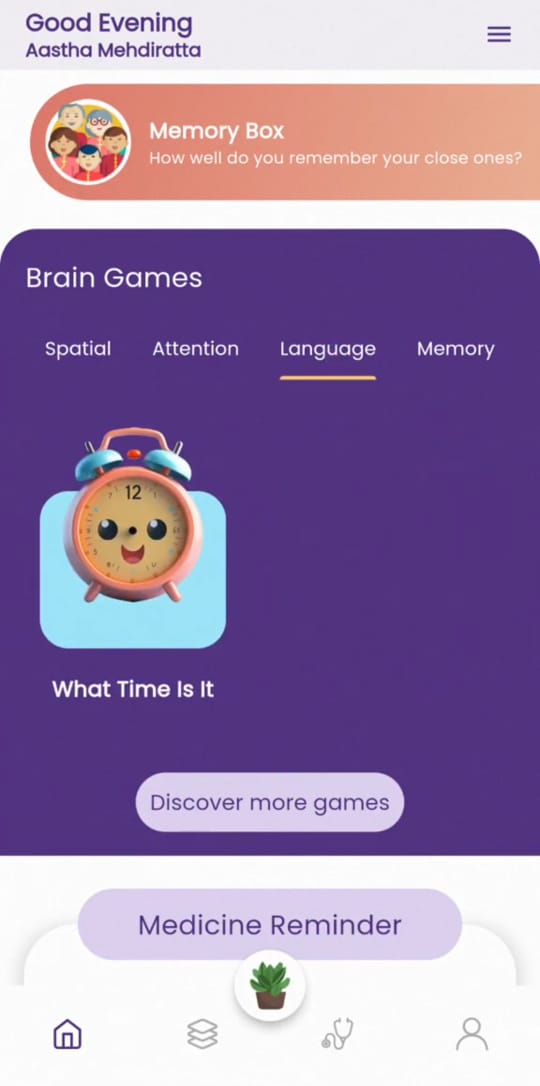 Good Evening
Aastha Mehdiratta
Memory Box
How well do you remember your close ones?
Brain Games
Spatial Attention Language Memory
12
What Time Is It
Discover more games
Medicine Reminder